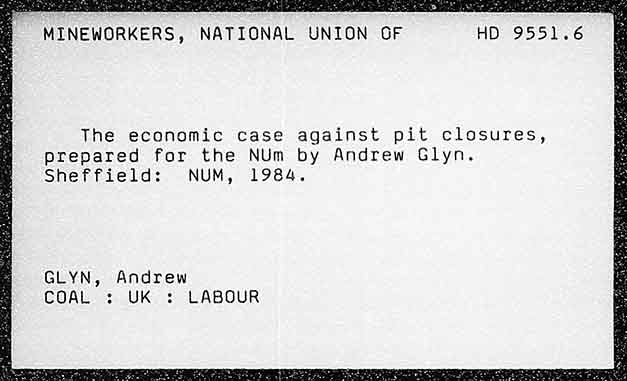 MINEWORKERS, NATIONAL UNION OF HD 9551.6
The economic case against pit closures,
prepared for the NUm by Andrew Glyn.
Sheffield: NUM, 1984.
GLYN, Andrew
COAL : UK : LABOUR